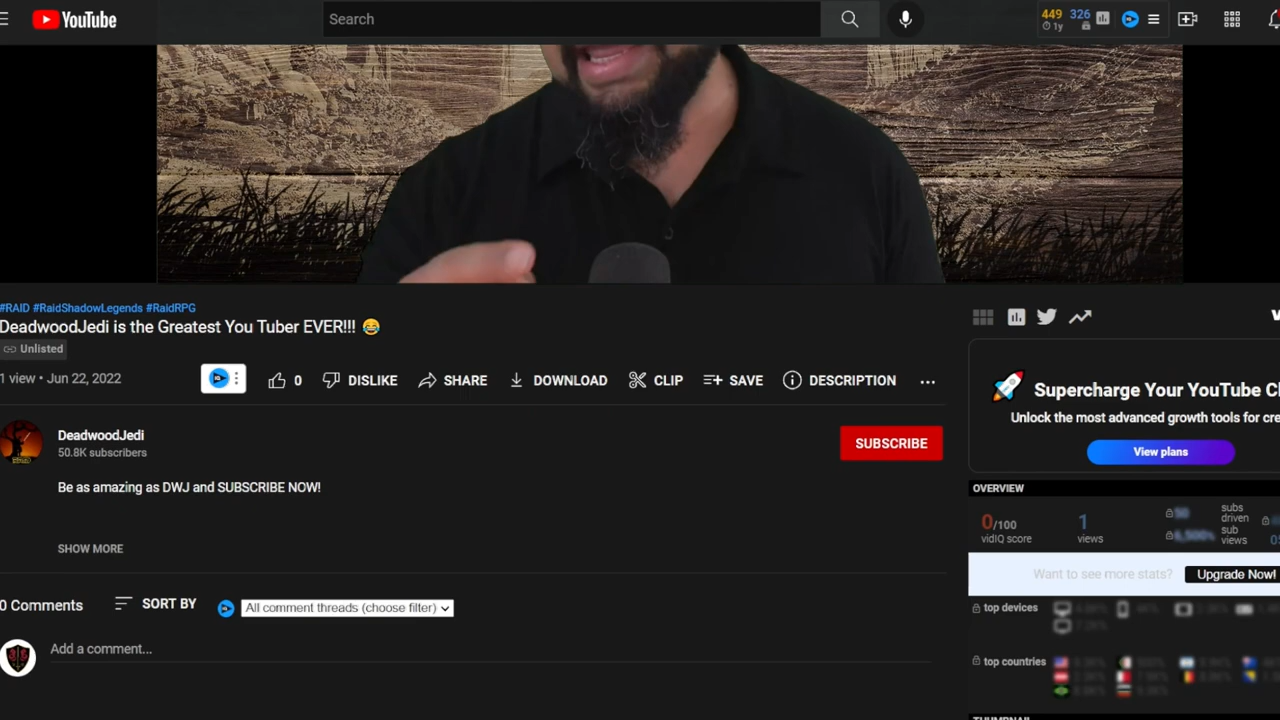 YouTube
Search
449 326
1y
#RAID #RaidShadowLegends #RaidRPG
DeadwoodJedi is the Greatest You Tuber EVER!!! 😂
Unlisted
1 view • Jun 22, 2022
0 DISLIKE SHARE DOWNLOAD CLIP SAVE DESCRIPTION
Supercharge Your YouTube C
Unlock the most advanced growth tools for cre
View plans
DeadwoodJedi
50.8K subscribers
SUBSCRIBE
Be as amazing as DWJ and SUBSCRIBE NOW!
SHOW MORE
OVERVIEW
0/100
vidIQ score
1
views
subs
driven
sub
views
Want to see more stats? Upgrade Now!
0 Comments SORT BY All comment threads (choose filter)
Add a comment...
top devices
top countries